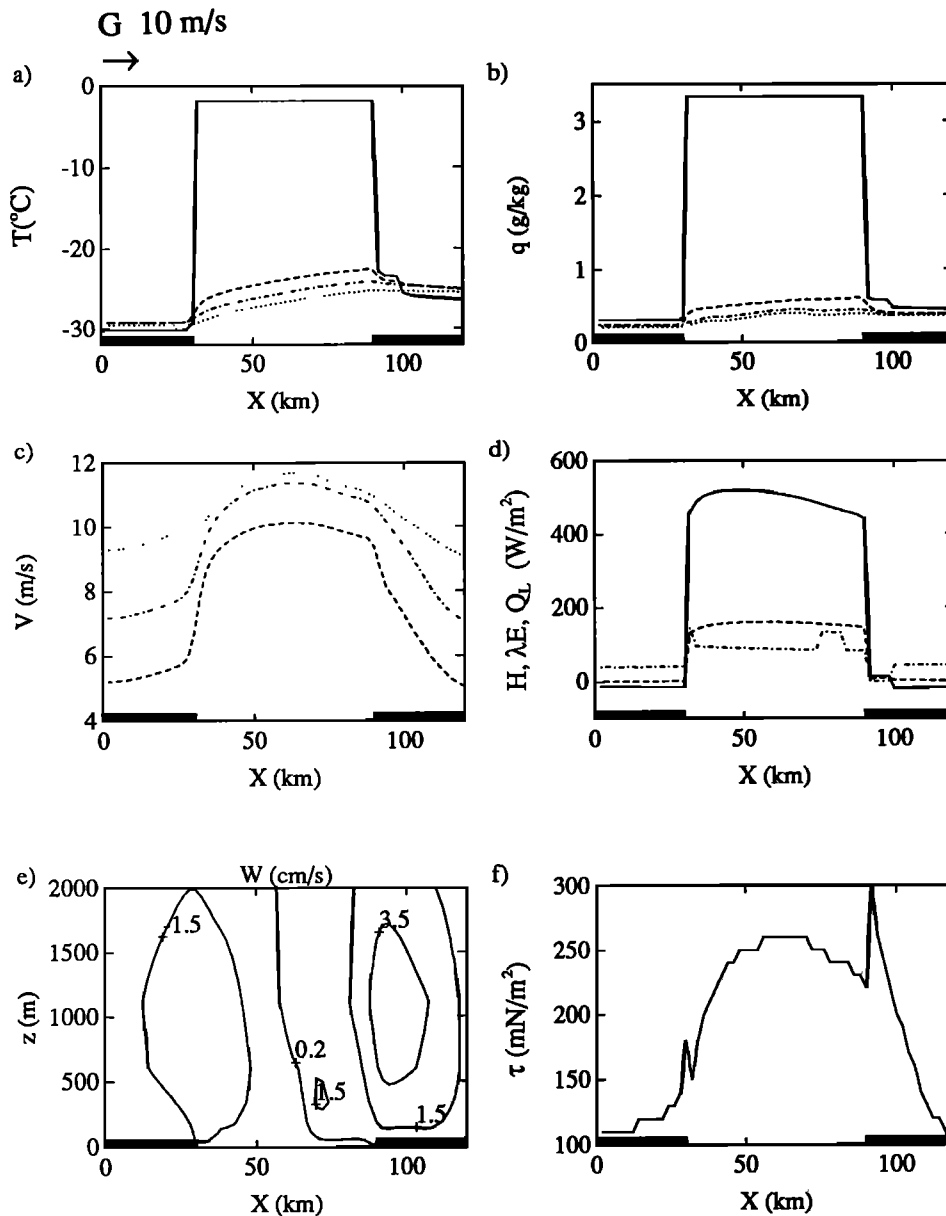 G 10 m/s
→
a)
0
-10
-20
-30
T(°C)
0 50 100
X (km)
b)
3
2
1
0
q (g/kg)
0 50 100
X (km)
c)
12
10
8
6
4
V (m/s)
0 50 100
X (km)
d)
600
400
200
0
H, λE, Q_L (W/m²)
0 50 100
X (km)
e)
W (cm/s)
2000
1500
1000
500
0
z (m)
-1.5
3.5
0.2
1.5
1.5
0 50 100
X (km)
f)
300
250
200
150
100
τ (mN/m²)
0 50 100
X (km)